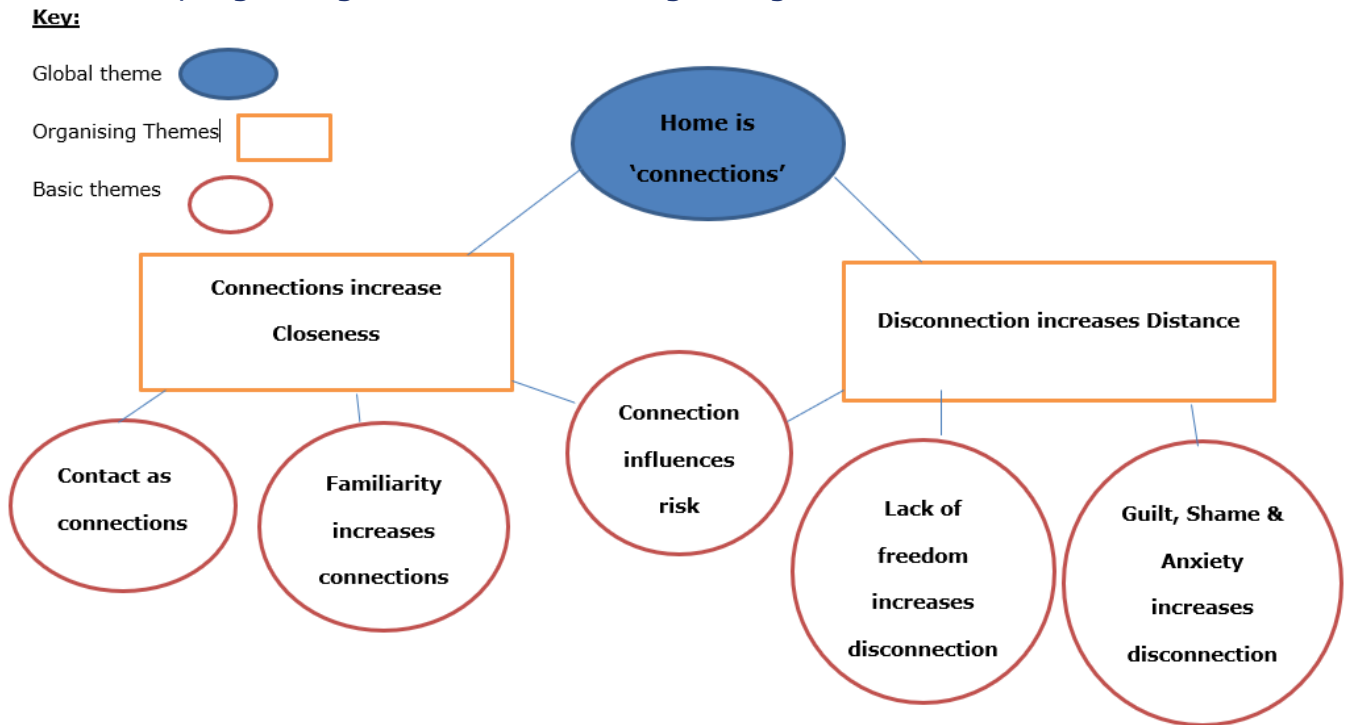 Key:
Global theme
Organising Themes
Basic themes
Home is
‘connections’
Connections increase
Closeness
Disconnection increases Distance
Contact as
connections
Familiarity
increases
connections
Connection
influences
risk
Lack of
freedom
increases
disconnection
Guilt, Shame &
Anxiety
increases
disconnection